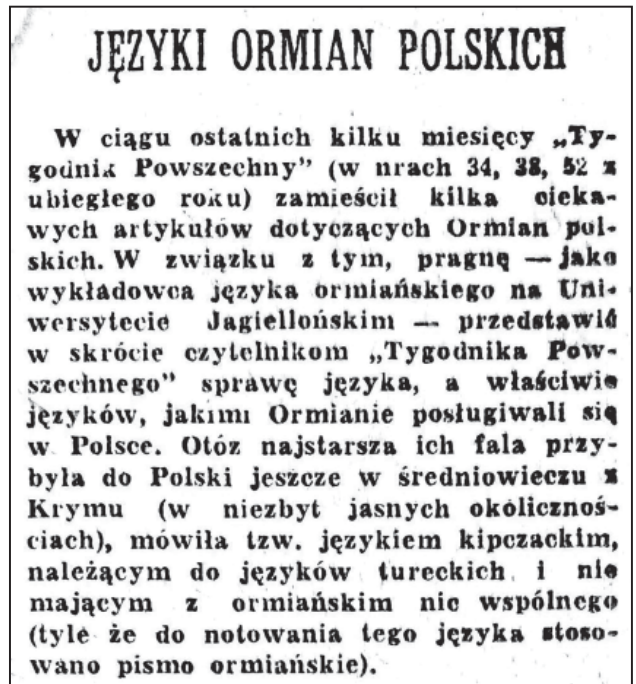 JĘZYKI ORMIAN POLSKICH
W ciągu ostatnich kilku miesięcy „Ty-
godnik Powszechny” (w nrach 34, 38, 52 z
ubiegłego roku) zamieścił kilka cieka-
wych artykułów dotyczących Ormian pol-
skich. W związku z tym, pragnę — jako
wykładowca języka ormiańskiego na Uni-
wersytecie Jagiellońskim — przedstawić
w skrócie czytelnikom „Tygodnika Pow-
szechnego” sprawę języka, a właściwie
języków, jakimi Ormianie posługiwali się
w Polsce. Otóż najstarsza ich fala przy-
była do Polski jeszcze w średniowieczu z
Krymu (w niezbyt jasnych okolicznoś-
ciach), mówiła tzw. językiem kipczackim,
należącym do języków tureckich i nie
mającym z ormiańskim nic wspólnego
(tyle że do notowania tego języka stoso-
wano pismo ormiańskie).